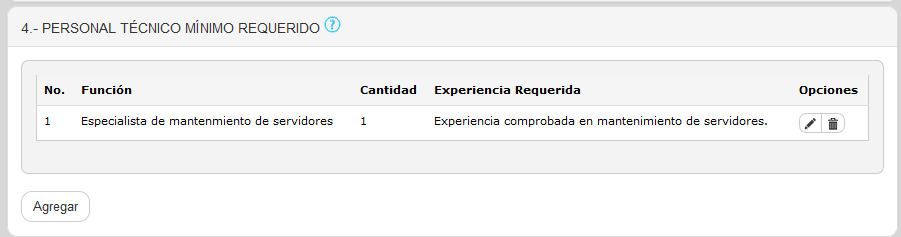 4.- PERSONAL TÉCNICO MÍNIMO REQUERIDO ?
No. Función Cantidad Experiencia Requerida Opciones
1 Especialista de mantenmiento de servidores 1 Experiencia comprobada en mantenimiento de servidores.
Agregar